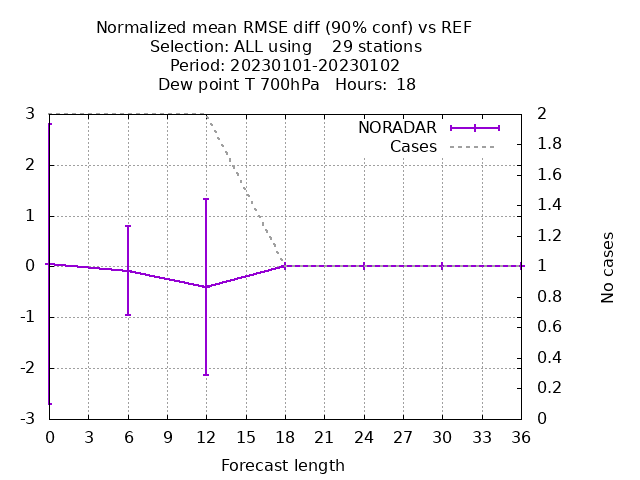 Normalized mean RMSE diff (90% conf) vs REF
Selection: ALL using    29 stations
Period: 20230101-20230102
Dew point T 700hPa   Hours:  18
NORADAR
Cases
3
2
1
0
-1
-2
-3
2
1.8
1.6
1.4
1.2
1
0.8
0.6
0.4
0.2
0
No cases
0 3 6 9 12 15 18 21 24 27 30 33 36
Forecast length